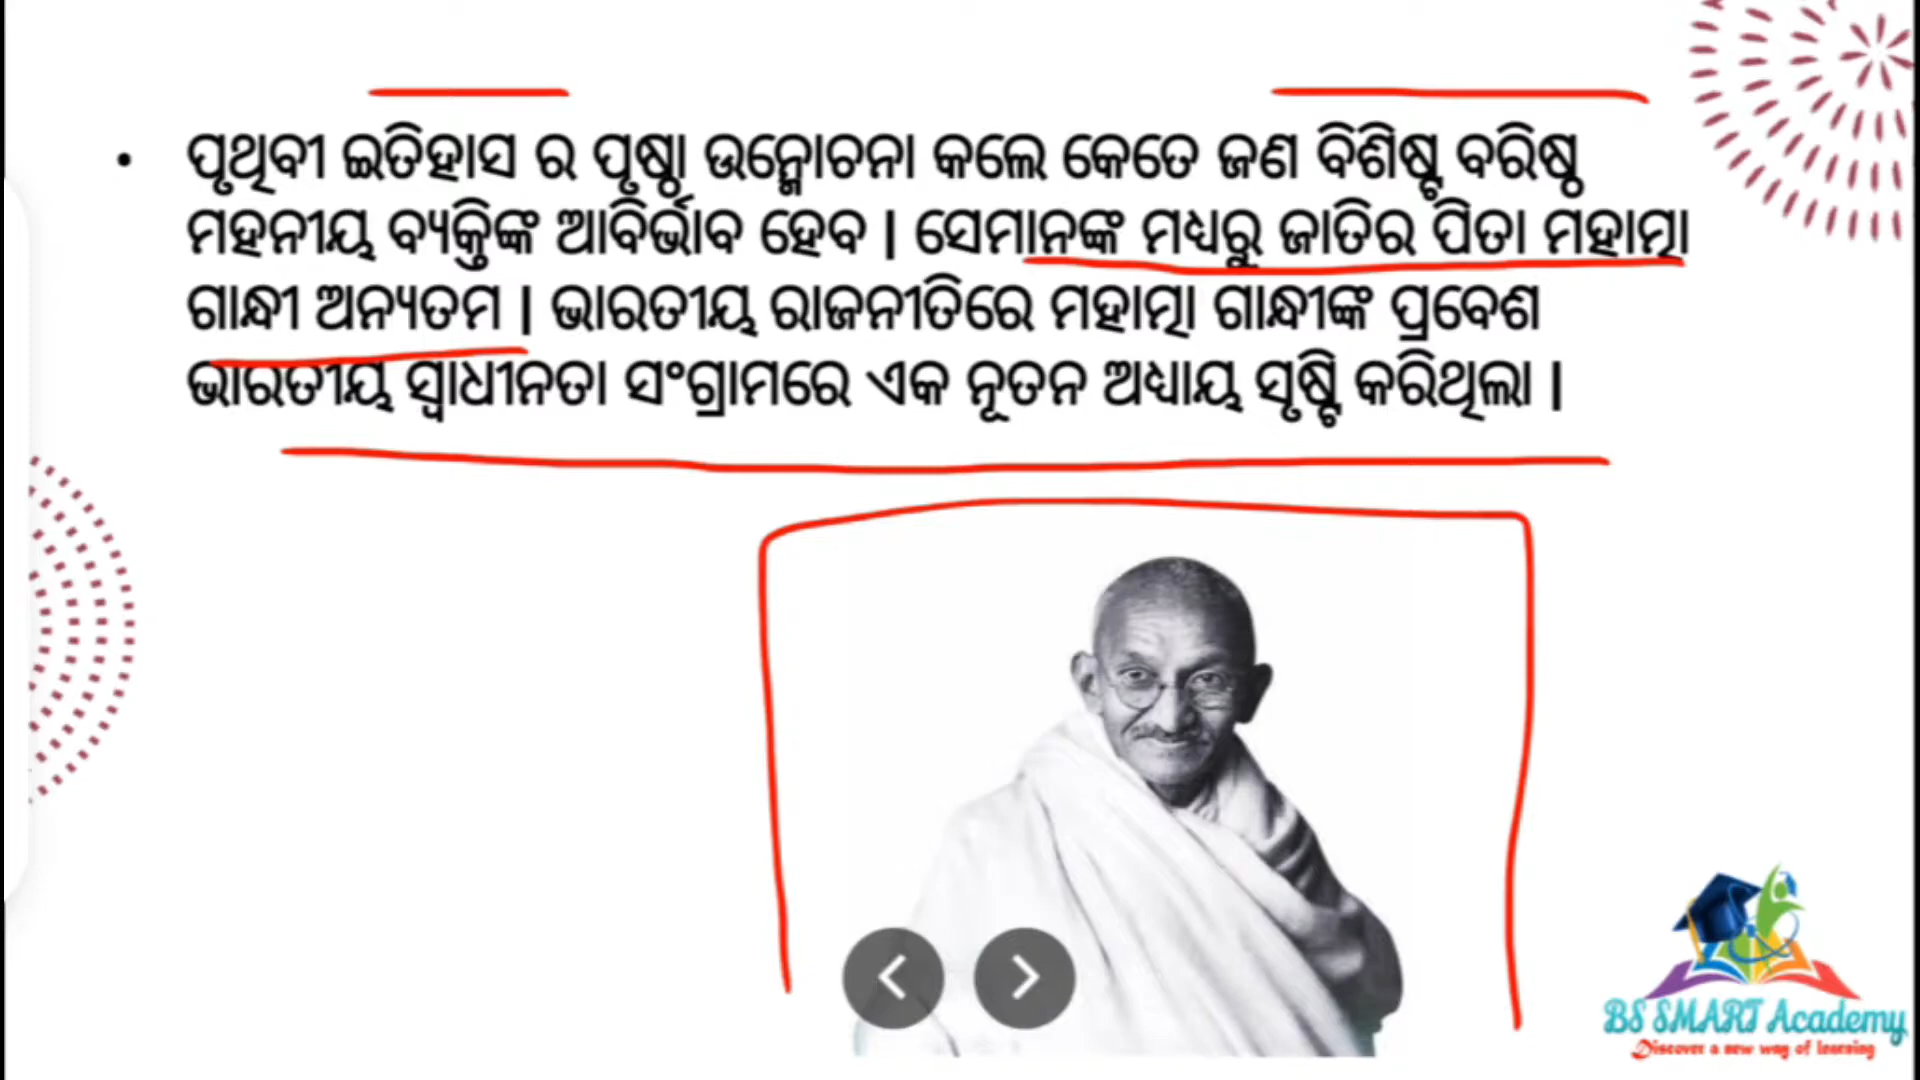 • ପୃଥିବୀ ଇତିହାସ ର ପୃଷ୍ଠା ଉନ୍ମୋଚନା କଲେ କେତେ ଜଣ ବିଶିଷ୍ଟ ବରିଷ୍ଠ
ମହନୀୟ ବ୍ୟକ୍ତିଙ୍କ ଆବିର୍ଭାବ ହେବ | ସେମାନଙ୍କ ମଧ୍ଯରୁ ଜାତିର ପିତା ମହାତ୍ମା
ଗାନ୍ଧୀ ଅନ୍ୟତମ | ଭାରତୀୟ ରାଜନୀତିରେ ମହାତ୍ମା ଗାନ୍ଧୀଙ୍କ ପ୍ରବେଶ
ଭାରତୀୟ ସ୍ଵାଧୀନତା ସଂଗ୍ରାମରେ ଏକ ନୂତନ ଅଧ୍ଯାୟ ସୃଷ୍ଟି କରିଥିଲା |
BS SMART Academy
Discover a new way of learning